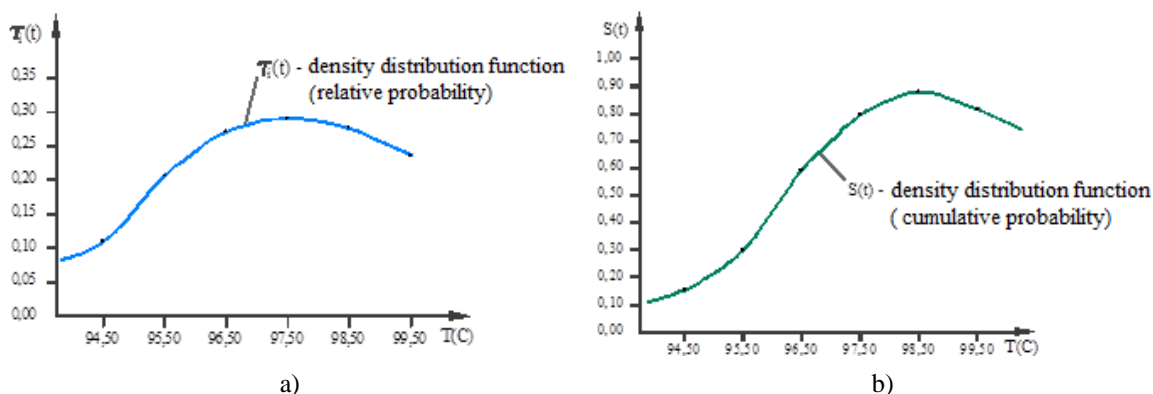 𝝉ᵢ(t)
0,35
0,30
0,25
0,20
0,15
0,10
0,05
0,00
94,50 95,50 96,50 97,50 98,50 99,50 T(C)
𝝉ᵢ(t) - density distribution function
(relative probability)
a)
S(t)
1,00
0,90
0,80
0,70
0,60
0,50
0,40
0,30
0,20
0,10
0,00
94,50 95,50 96,50 97,50 98,50 99,50 T(C)
S(t) - density distribution function
( cumulative probability)
b)